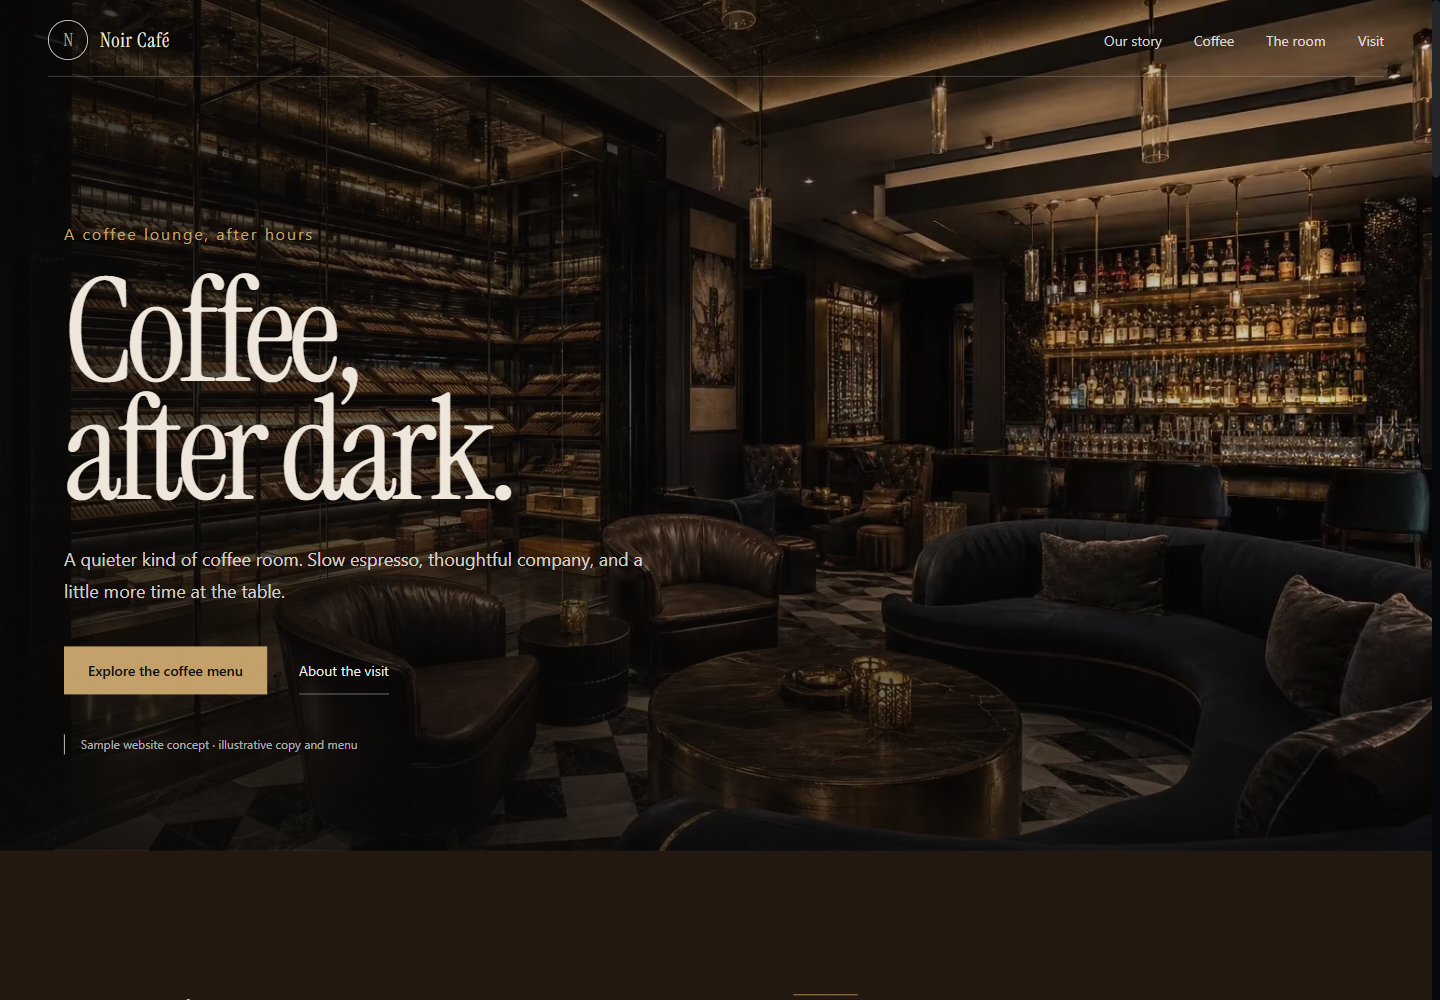 N
Noir Café
Our story
Coffee
The room
Visit
A coffee lounge, after hours
Coffee,
after dark.
A quieter kind of coffee room. Slow espresso, thoughtful company, and a
little more time at the table.
Explore the coffee menu
About the visit
Sample website concept · illustrative copy and menu